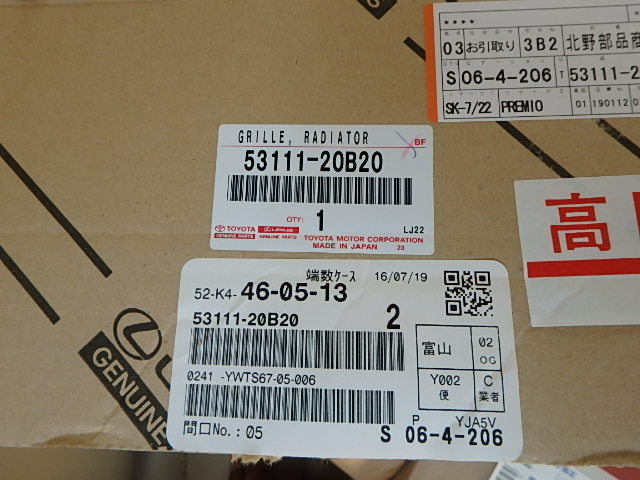 ****
03 お引取り 3B2 北野部品商
S 06-4-206 53111-2
SK-7/22 PREMIO 01 190112
GRILLE, RADIATOR
BF
53111-20B20
QTY: 1 LJ22
TOYOTA LEXUS TOYOTA MOTOR CORPORATION
GENUINE PARTS GENUINE PARTS MADE IN JAPAN 23
高
端数ケース 16/07/19
52-K4-46-05-13
53111-20B20 2
富山 02
OG
0241 -YWTS67-05-006
Y002 C
便 業者
P YJA5V
間口No.:05 S 06-4-206
GENUINE